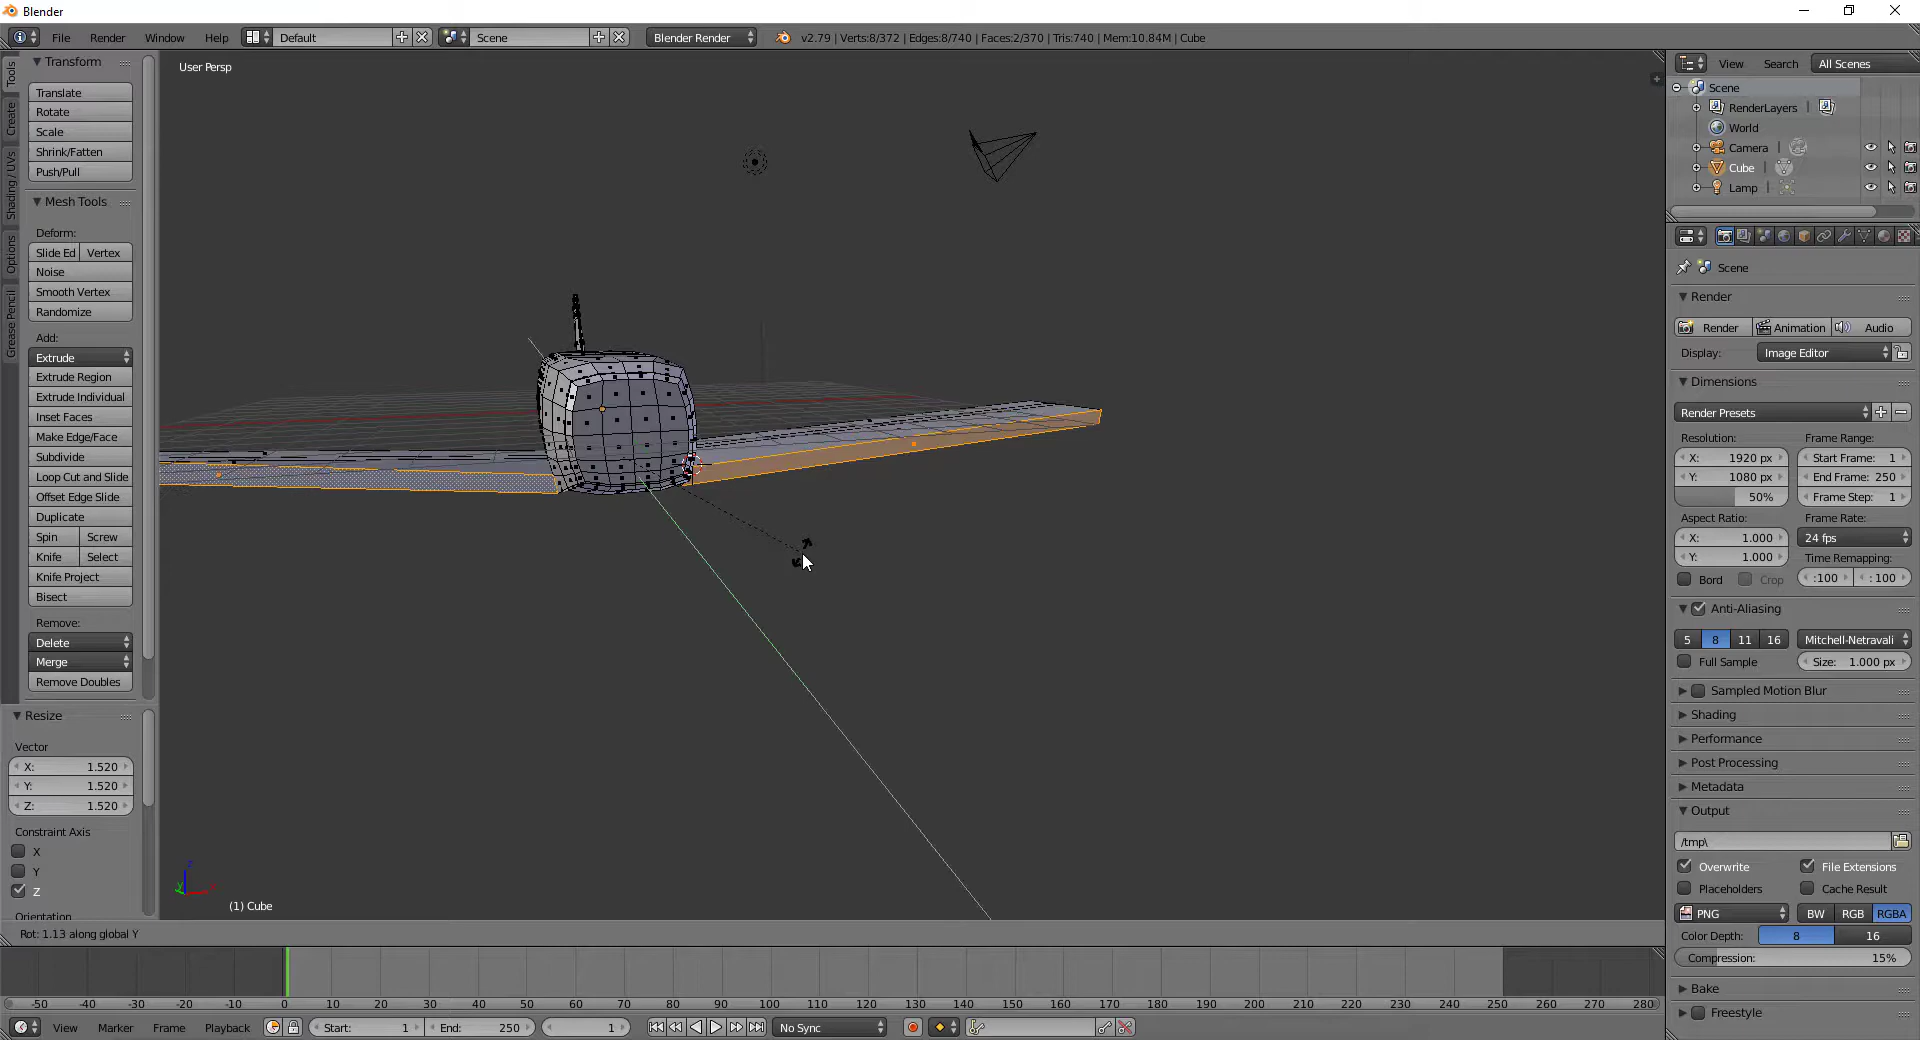 Blender
File Render Window Help Default Scene Blender Render v2.79 | Verts:8/372 | Edges:8/740 | Faces:2/370 | Tris:740 | Mem:10.84M | Cube
Tools
Create
Shading / UVs
Options
Grease Pencil
Transform
Translate
Rotate
Scale
Shrink/Fatten
Push/Pull
Mesh Tools
Deform:
Slide Ed Vertex
Noise
Smooth Vertex
Randomize
Add:
Extrude
Extrude Region
Extrude Individual
Inset Faces
Make Edge/Face
Subdivide
Loop Cut and Slide
Offset Edge Slide
Duplicate
Spin Screw
Knife Select
Knife Project
Bisect
Remove:
Delete
Merge
Remove Doubles
Resize
Vector
X: 1.520
Y: 1.520
Z: 1.520
Constraint Axis
X
Y
Z
Orientation
User Persp
(1) Cube
Rot: 1.13 along global Y
View Search All Scenes
Scene
RenderLayers
World
Camera
Cube
Lamp
Scene
Render
Render Animation Audio
Display: Image Editor
Dimensions
Render Presets
Resolution: Frame Range:
X: 1920 px Start Frame: 1
Y: 1080 px End Frame: 250
50% Frame Step: 1
Aspect Ratio: Frame Rate:
X: 1.000 24 fps
Y: 1.000 Time Remapping:
Bord Crop :100 : 100
Anti-Aliasing
5 8 11 16 Mitchell-Netravali
Full Sample Size: 1.000 px
Sampled Motion Blur
Shading
Performance
Post Processing
Metadata
Output
/tmp\
Overwrite File Extensions
Placeholders Cache Result
PNG BW RGB RGBA
Color Depth: 8 16
Compression: 15%
Bake
Freestyle
-50 -40 -30 -20 -10 0 10 20 30 40 50 60 70 80 90 100 110 120 130 140 150 160 170 180 190 200 210 220 230 240 250 260 270 280
View Marker Frame Playback Start: 1 End: 250 1 No Sync